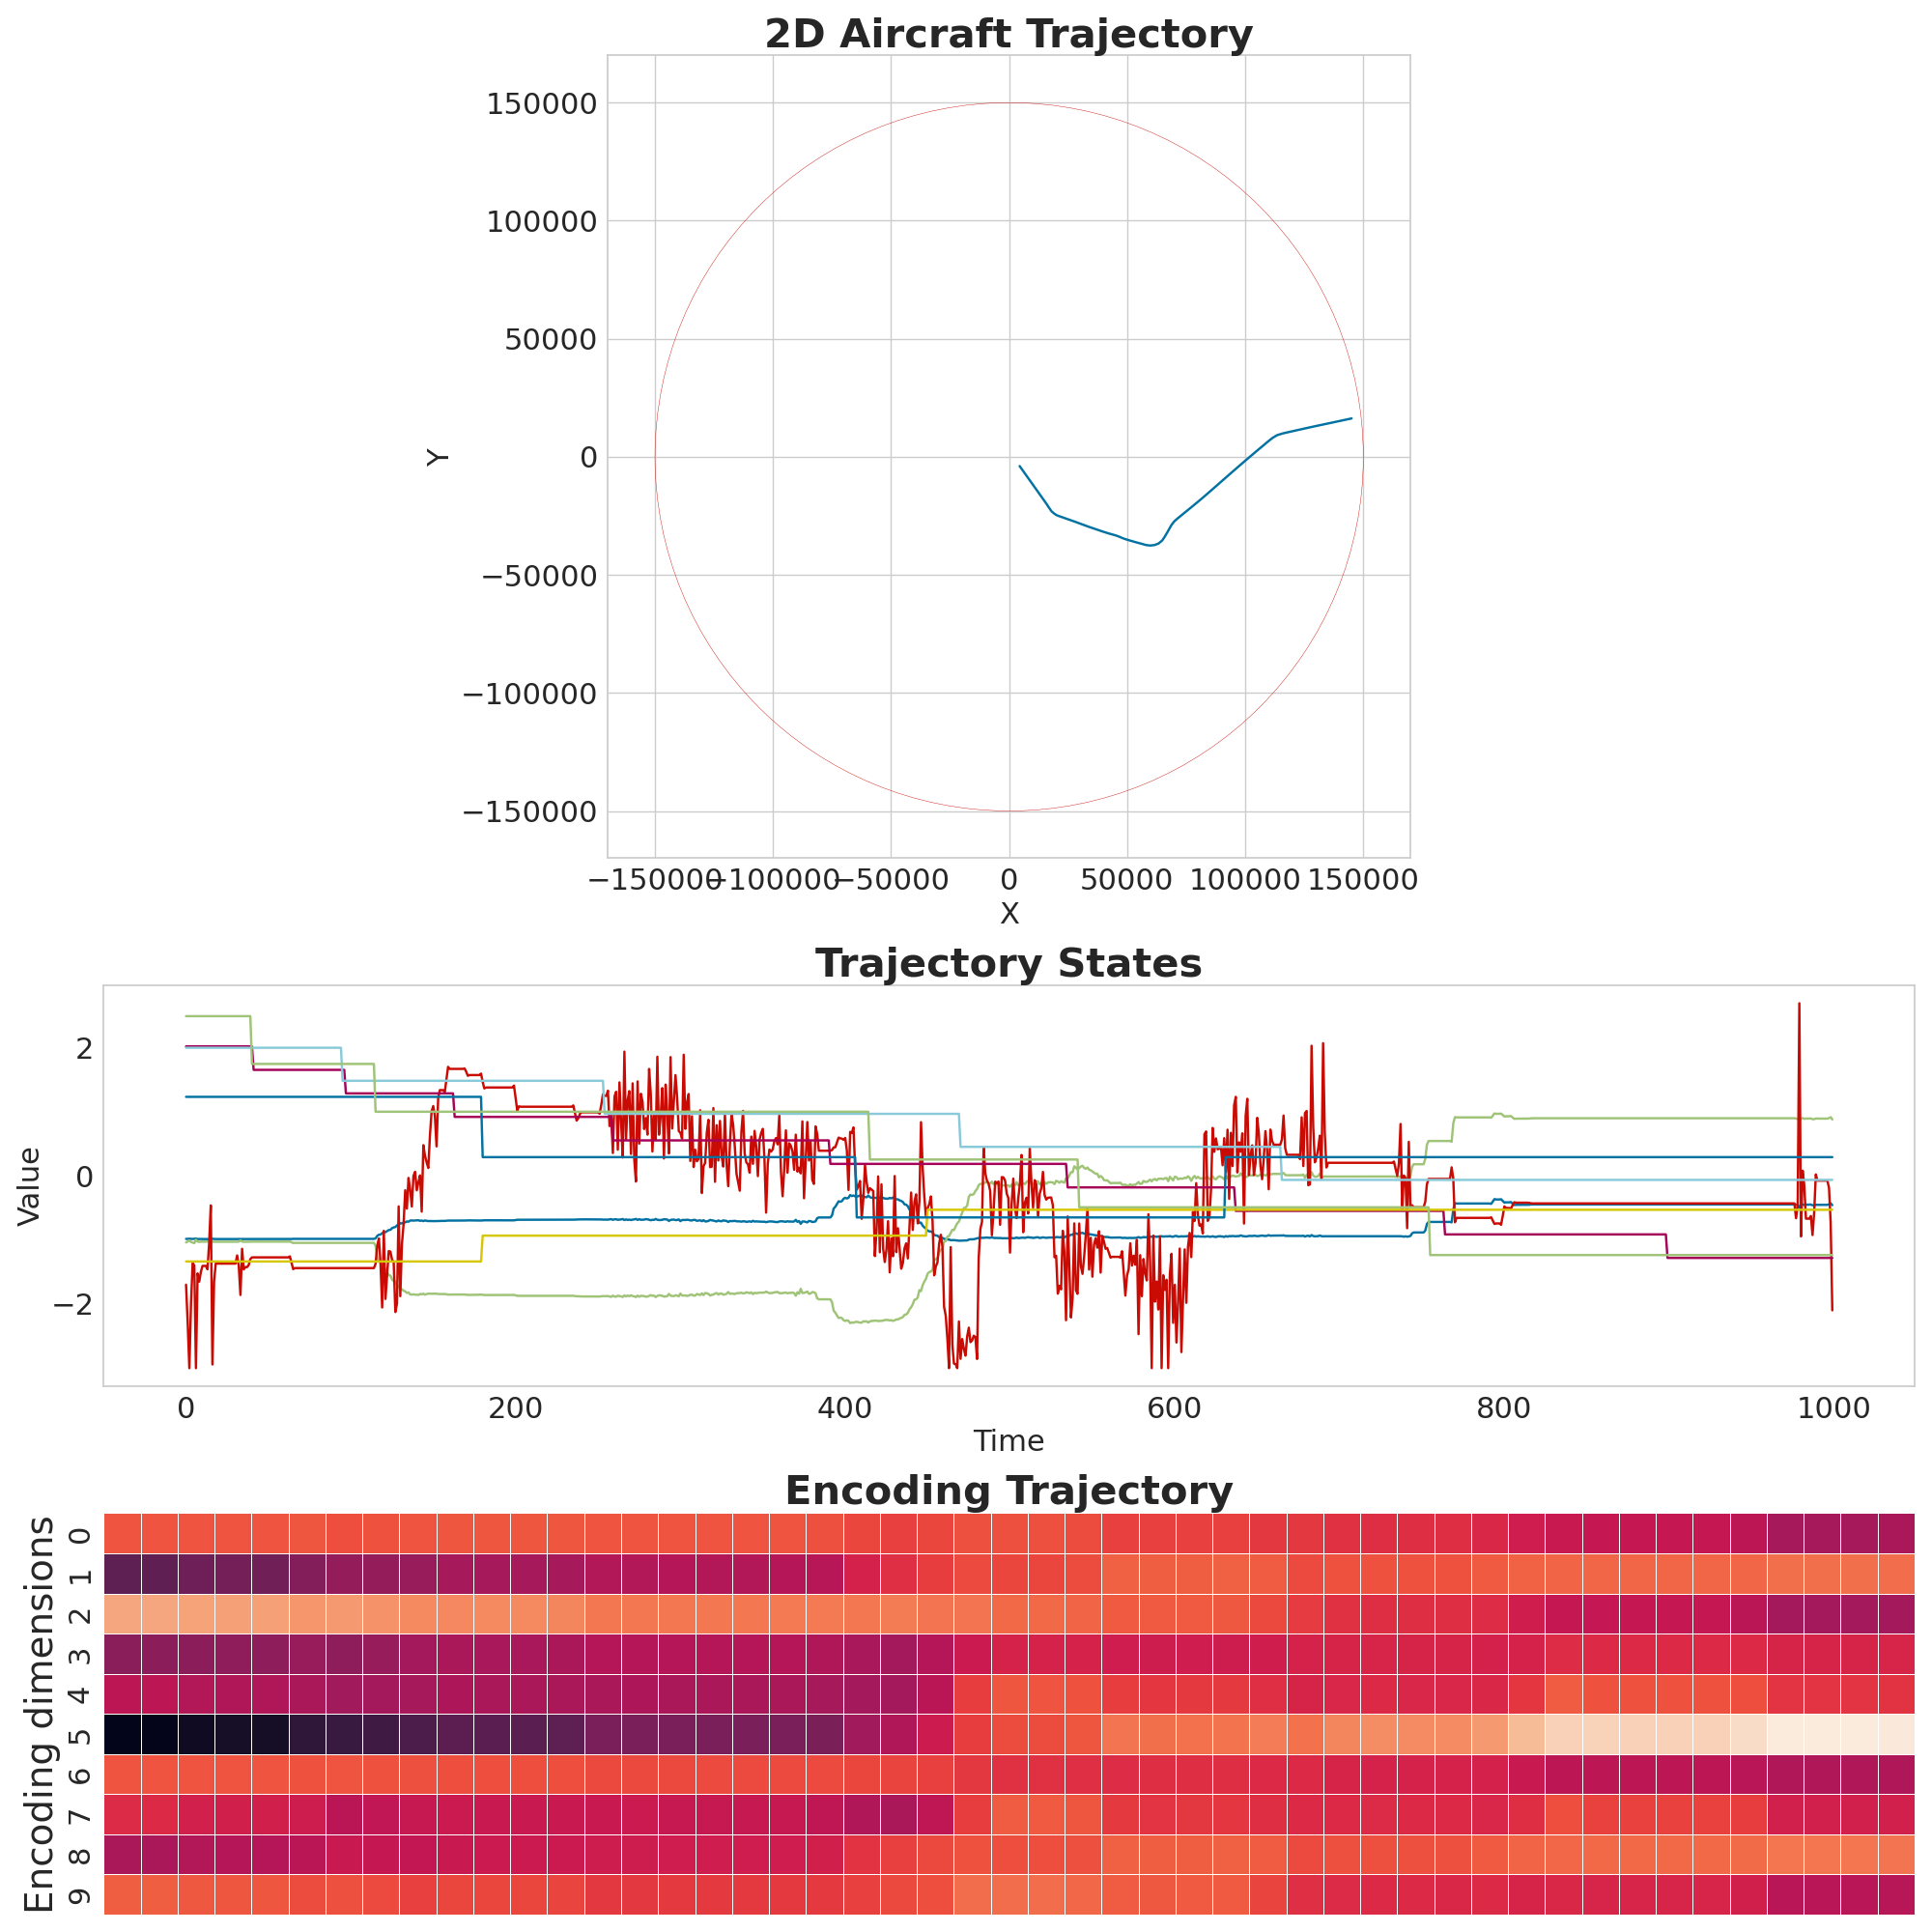 2D Aircraft Trajectory
150000
100000
50000
0
−50000
−100000
−150000
Y
−150000 −100000 −50000 0 50000 100000 150000
X
Trajectory States
2
0
−2
Value
0 200 400 600 800 1000
Time
Encoding Trajectory
Encoding dimensions
0
1
2
3
4
5
6
7
8
9